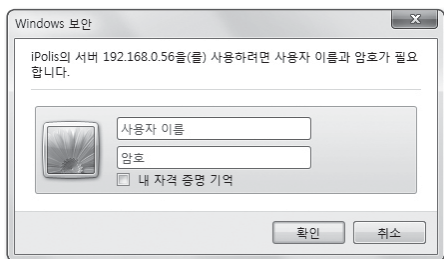 Windows 보안
iPolis의 서버 192.168.0.56을(를) 사용하려면 사용자 이름과 암호가 필요
합니다.
사용자 이름
암호
내 자격 증명 기억
확인
취소